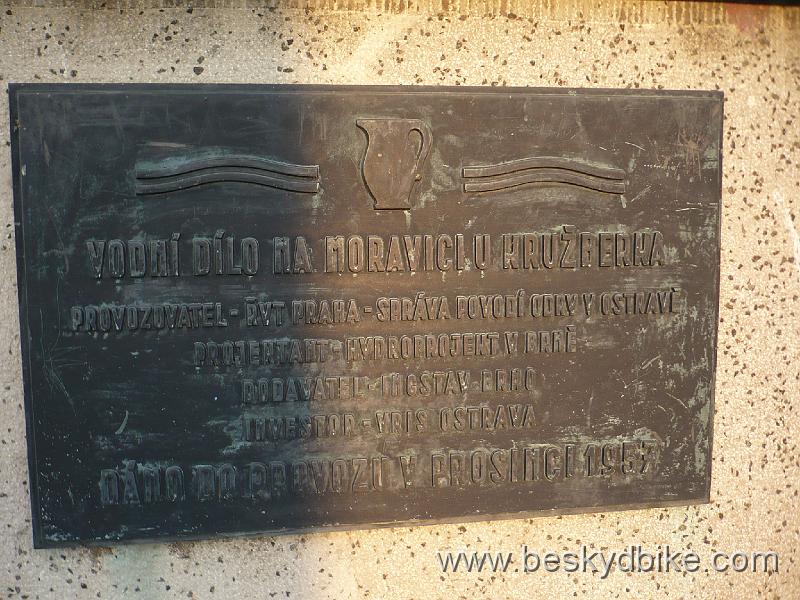 VODNÍ DÍLO NA MORAVICI U KRUŽBERKA
PROVOZOVATEL - ŘVT PRAHA - SPRÁVA POVODÍ ODRY V OSTRAVĚ
PROJEKTANT - HYDROPROJEKT V BRNĚ
DODAVATEL - INGSTAV - BRNO
INVESTOR - VRIS OSTRAVA
DÁNO DO PROVOZU V PROSINCI 1957
www.beskydbike.com